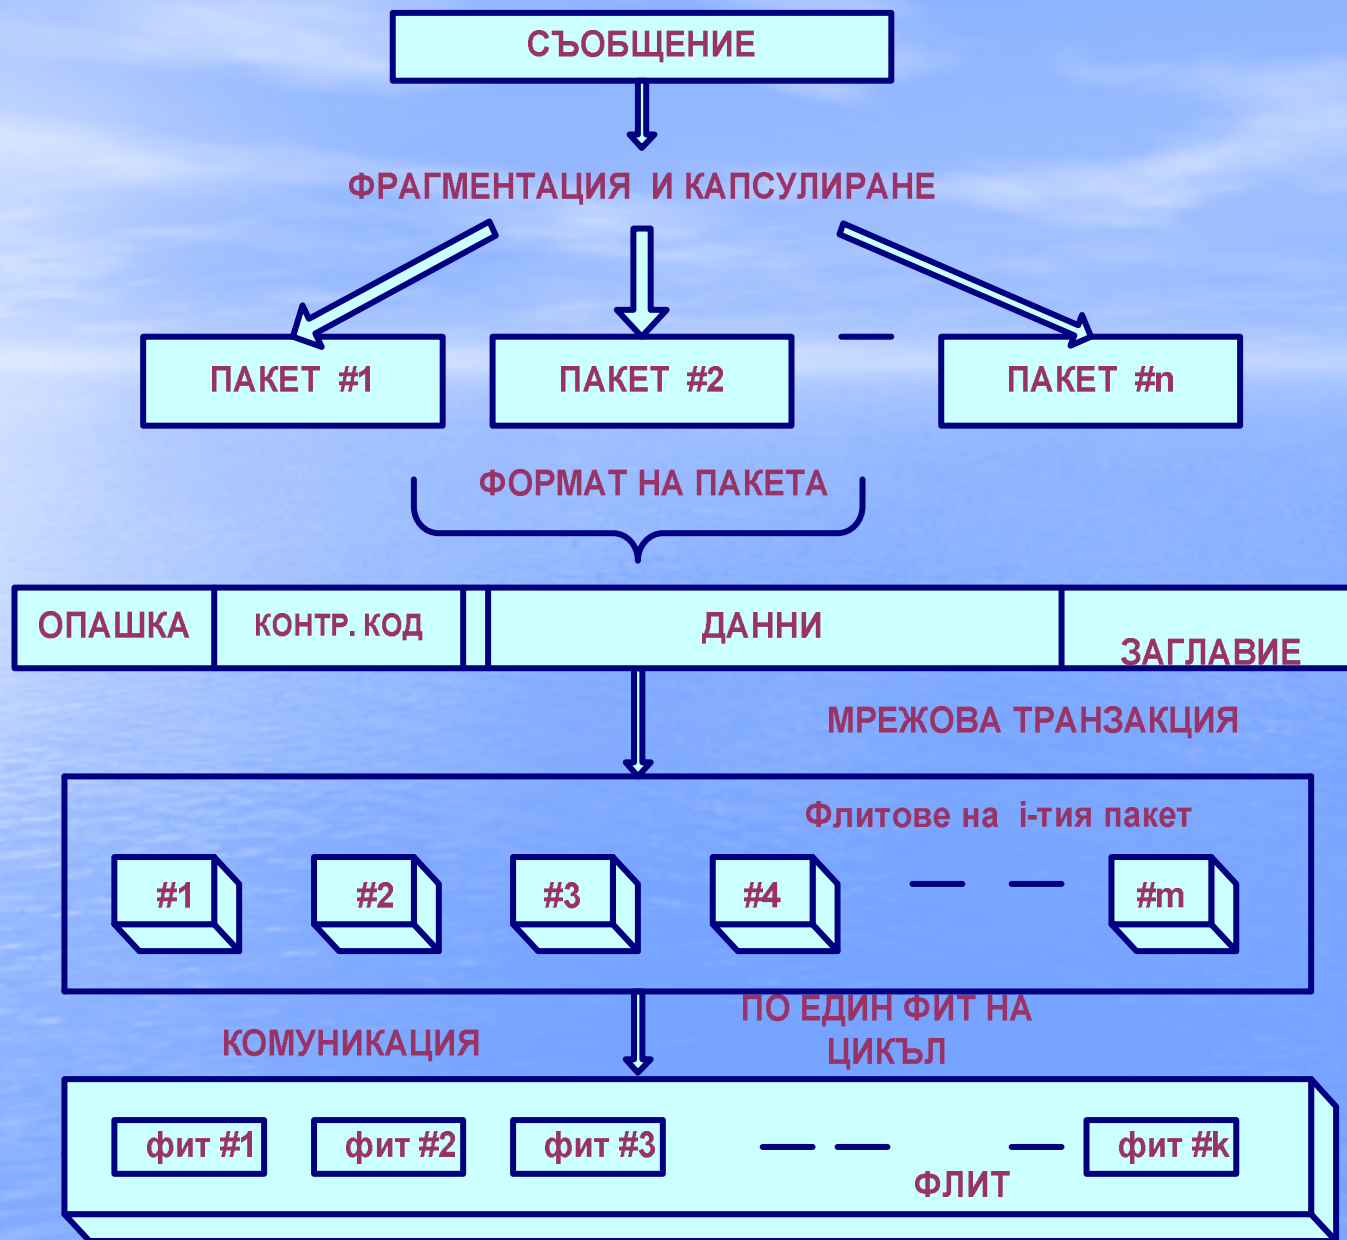 СЪОБЩЕНИЕ
ФРАГМЕНТАЦИЯ И КАПСУЛИРАНЕ
ПАКЕТ #1
ПАКЕТ #2
ПАКЕТ #n
ФОРМАТ НА ПАКЕТА
ОПАШКА
КОНТР. КОД
ДАННИ
ЗАГЛАВИЕ
МРЕЖОВА ТРАНЗАКЦИЯ
Флитове на i-тия пакет
#1
#2
#3
#4
#m
КОМУНИКАЦИЯ
ПО ЕДИН ФИТ НА
ЦИКЪЛ
фит #1
фит #2
фит #3
фит #k
ФЛИТ